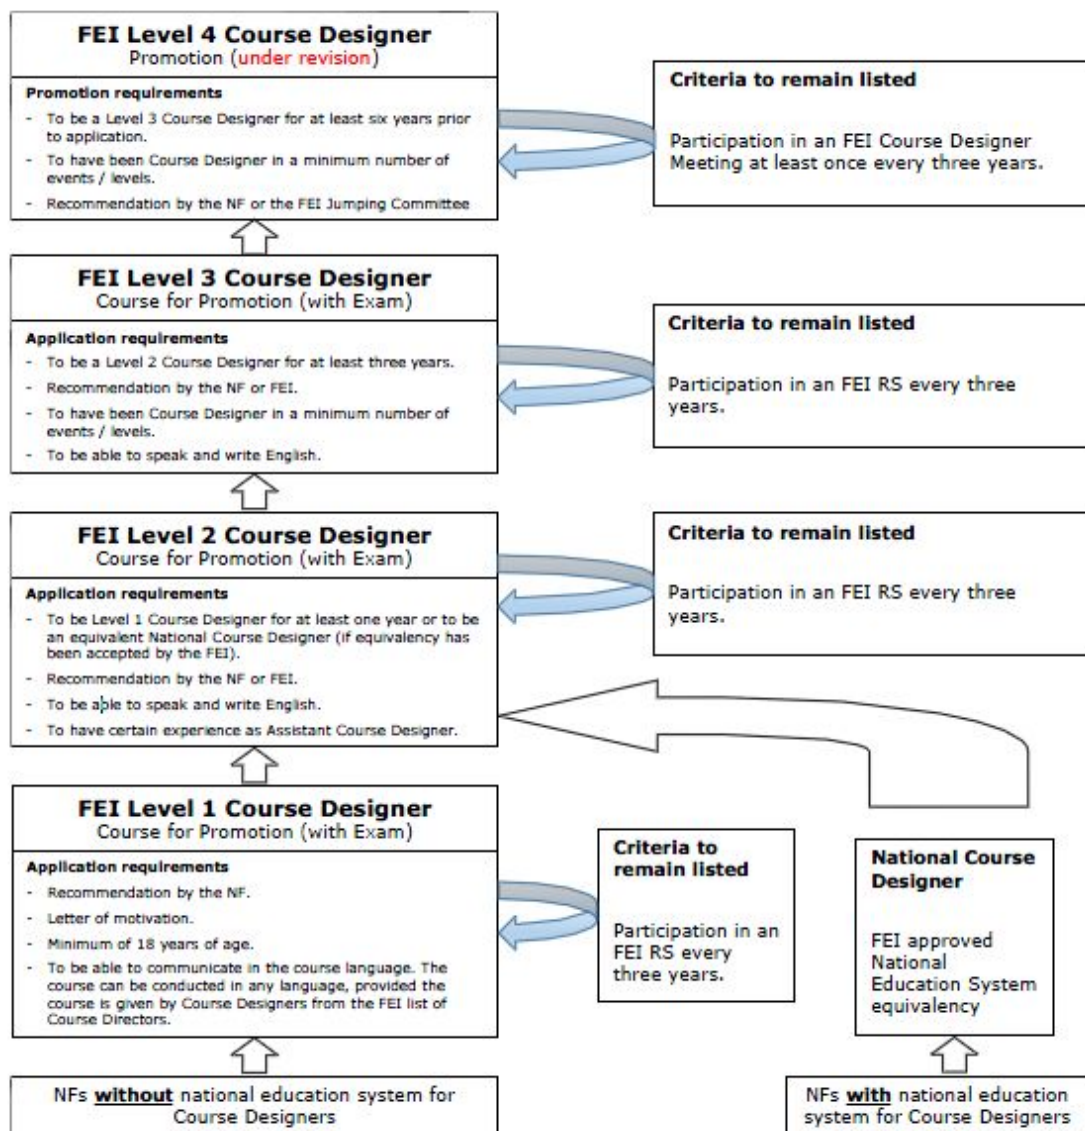 FEI Level 4 Course Designer
Promotion (under revision)
Promotion requirements
- To be a Level 3 Course Designer for at least six years prior
to application.
- To have been Course Designer in a minimum number of
events / levels.
- Recommendation by the NF or the FEI Jumping Committee
Criteria to remain listed
Participation in an FEI Course Designer
Meeting at least once every three years.
FEI Level 3 Course Designer
Course for Promotion (with Exam)
Application requirements
- To be a Level 2 Course Designer for at least three years.
- Recommendation by the NF or FEI.
- To have been Course Designer in a minimum number of
events / levels.
- To be able to speak and write English.
Criteria to remain listed
Participation in an FEI RS every three
years.
FEI Level 2 Course Designer
Course for Promotion (with Exam)
Application requirements
- To be Level 1 Course Designer for at least one year or to be
an equivalent National Course Designer (if equivalency has
been accepted by the FEI).
- Recommendation by the NF or FEI.
- To be able to speak and write English.
- To have certain experience as Assistant Course Designer.
Criteria to remain listed
Participation in an FEI RS every three
years.
FEI Level 1 Course Designer
Course for Promotion (with Exam)
Application requirements
- Recommendation by the NF.
- Letter of motivation.
- Minimum of 18 years of age.
- To be able to communicate in the course language. The
course can be conducted in any language, provided the
course is given by Course Designers from the FEI list of
Course Directors.
Criteria to
remain listed
Participation in an
FEI RS every
three years.
National Course
Designer
FEI approved
National
Education System
equivalency
NFs without national education system for
Course Designers
NFs with national education
system for Course Designers